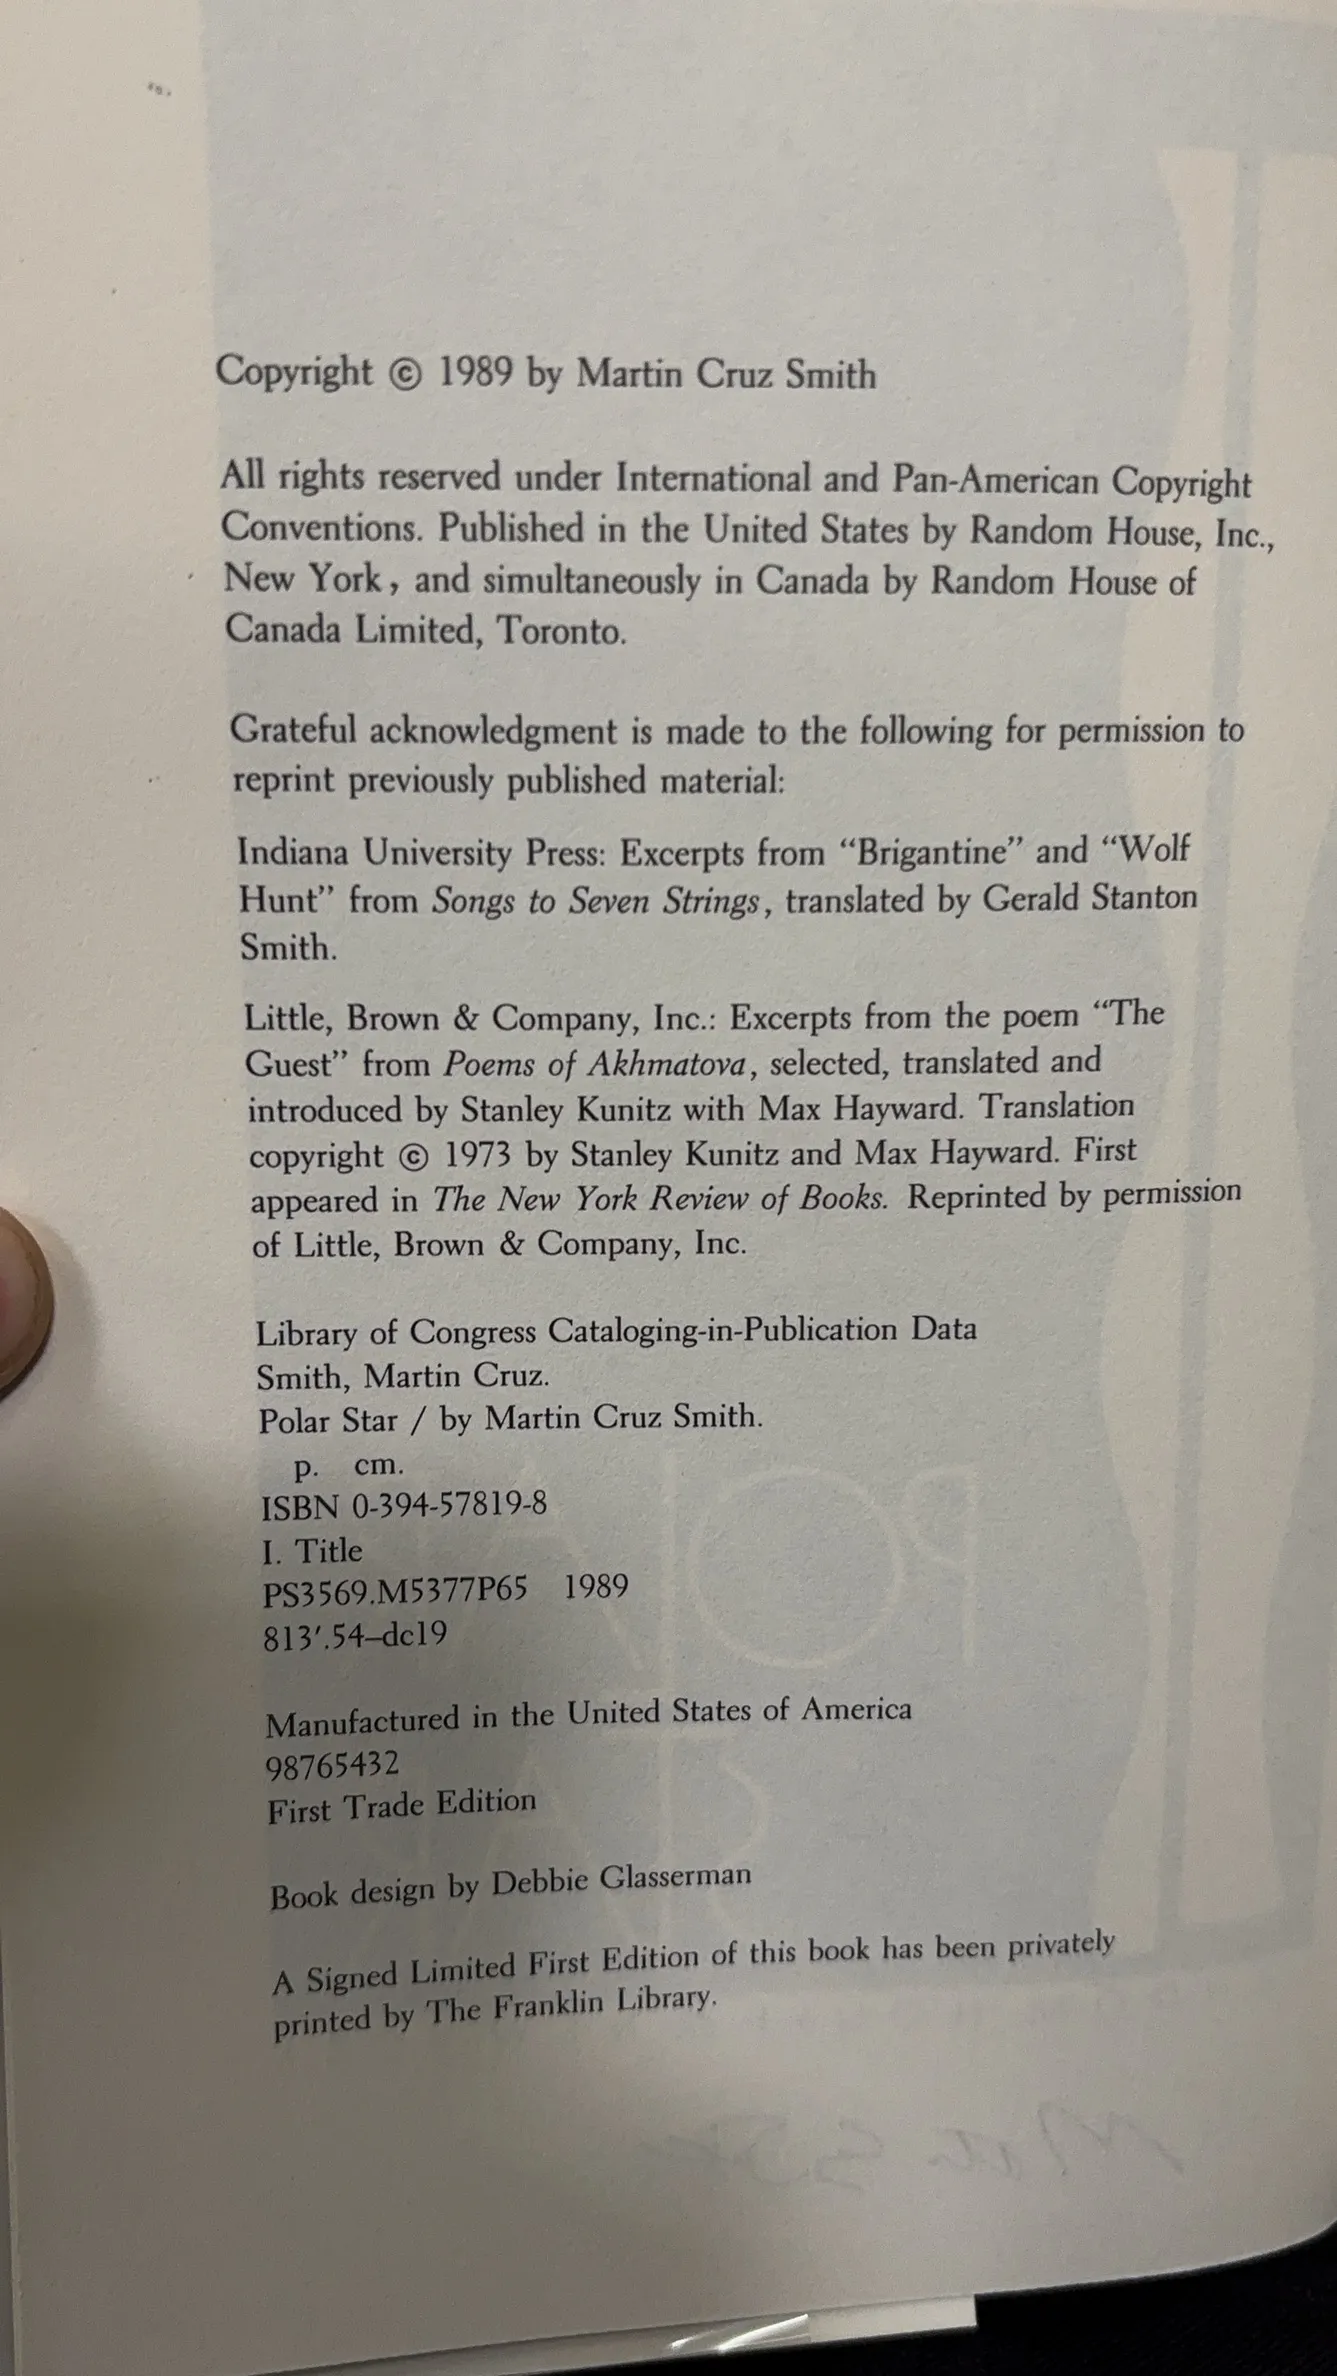 Copyright © 1989 by Martin Cruz Smith
All rights reserved under International and Pan-American Copyright
Conventions. Published in the United States by Random House, Inc.,
New York, and simultaneously in Canada by Random House of
Canada Limited, Toronto.
Grateful acknowledgment is made to the following for permission to
reprint previously published material:
Indiana University Press: Excerpts from “Brigantine” and “Wolf
Hunt” from Songs to Seven Strings, translated by Gerald Stanton
Smith.
Little, Brown & Company, Inc.: Excerpts from the poem “The
Guest” from Poems of Akhmatova, selected, translated and
introduced by Stanley Kunitz with Max Hayward. Translation
copyright © 1973 by Stanley Kunitz and Max Hayward. First
appeared in The New York Review of Books. Reprinted by permission
of Little, Brown & Company, Inc.
Library of Congress Cataloging-in-Publication Data
Smith, Martin Cruz.
Polar Star / by Martin Cruz Smith.
p. cm.
ISBN 0-394-57819-8
I. Title
PS3569.M5377P65 1989
813′.54–dc19
Manufactured in the United States of America
98765432
First Trade Edition
Book design by Debbie Glasserman
A Signed Limited First Edition of this book has been privately
printed by The Franklin Library.